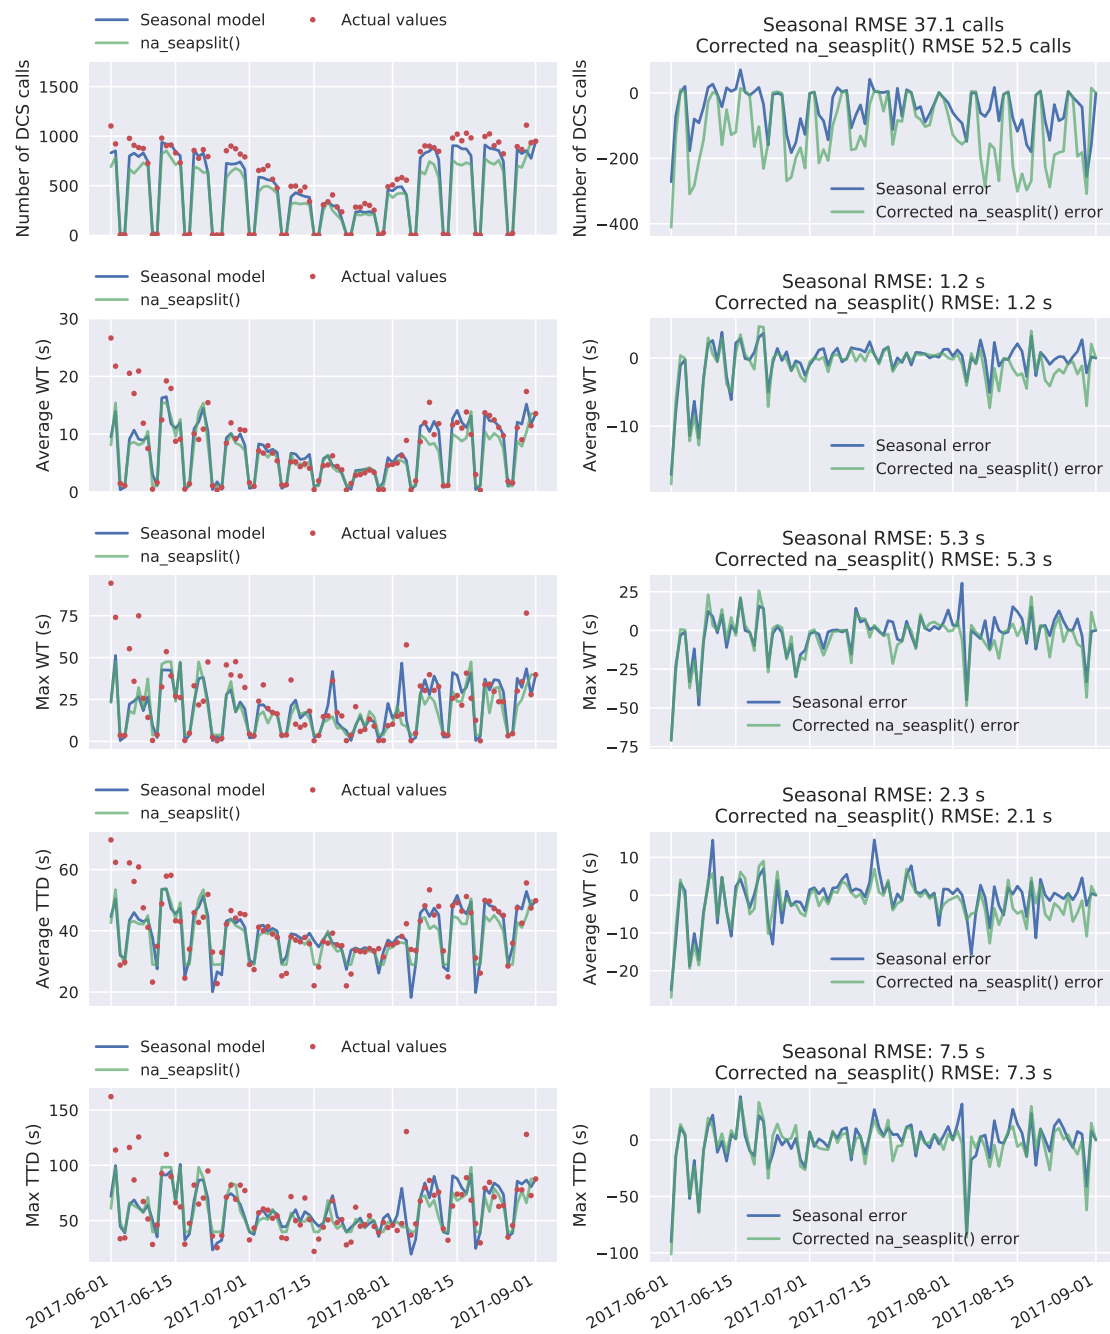 Seasonal model
Actual values
na_seapslit()
Number of DCS calls
1500
1000
500
0
Seasonal RMSE 37.1 calls
Corrected na_seasplit() RMSE 52.5 calls
Number of DCS calls
0
−200
−400
Seasonal error
Corrected na_seasplit() error
Seasonal model
Actual values
na_seapslit()
Average WT (s)
30
20
10
0
Seasonal RMSE: 1.2 s
Corrected na_seasplit() RMSE: 1.2 s
Average WT (s)
0
−10
Seasonal error
Corrected na_seasplit() error
Seasonal model
Actual values
na_seapslit()
Max WT (s)
75
50
25
0
Seasonal RMSE: 5.3 s
Corrected na_seasplit() RMSE: 5.3 s
Max WT (s)
25
0
−25
−50
−75
Seasonal error
Corrected na_seasplit() error
Seasonal model
Actual values
na_seapslit()
Average TTD (s)
60
40
20
Seasonal RMSE: 2.3 s
Corrected na_seasplit() RMSE: 2.1 s
Average WT (s)
10
0
−10
−20
Seasonal error
Corrected na_seasplit() error
Seasonal model
Actual values
na_seapslit()
Max TTD (s)
150
100
50
2017-06-01
2017-06-15
2017-07-01
2017-07-15
2017-08-01
2017-08-15
2017-09-01
Seasonal RMSE: 7.5 s
Corrected na_seasplit() RMSE: 7.3 s
Max TTD (s)
0
−50
−100
Seasonal error
Corrected na_seasplit() error
2017-06-01
2017-06-15
2017-07-01
2017-07-15
2017-08-01
2017-08-15
2017-09-01